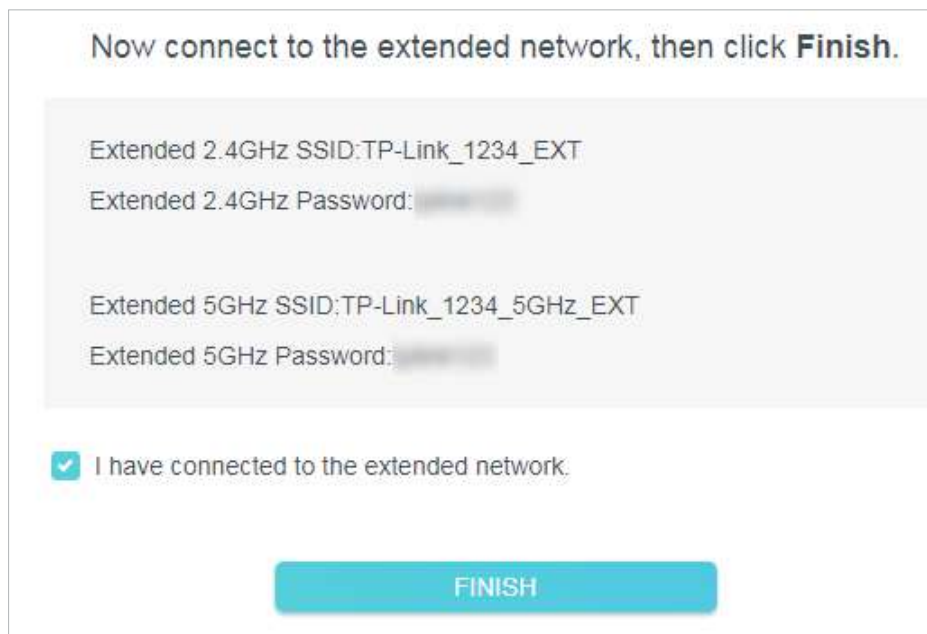 Now connect to the extended network, then click Finish.
Extended 2.4GHz SSID:TP-Link_1234_EXT
Extended 2.4GHz Password:
Extended 5GHz SSID:TP-Link_1234_5GHz_EXT
Extended 5GHz Password:
I have connected to the extended network.
FINISH